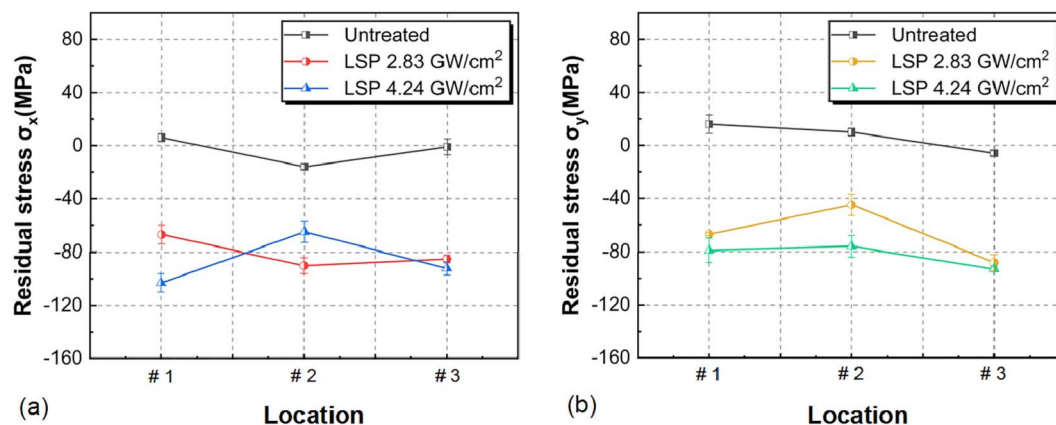 Residual stress σx(MPa)
80
40
0
-40
-80
-120
-160
Untreated
LSP 2.83 GW/cm²
LSP 4.24 GW/cm²
# 1
# 2
# 3
Location
(a)
Residual stress σy(MPa)
80
40
0
-40
-80
-120
-160
Untreated
LSP 2.83 GW/cm²
LSP 4.24 GW/cm²
# 1
# 2
# 3
Location
(b)